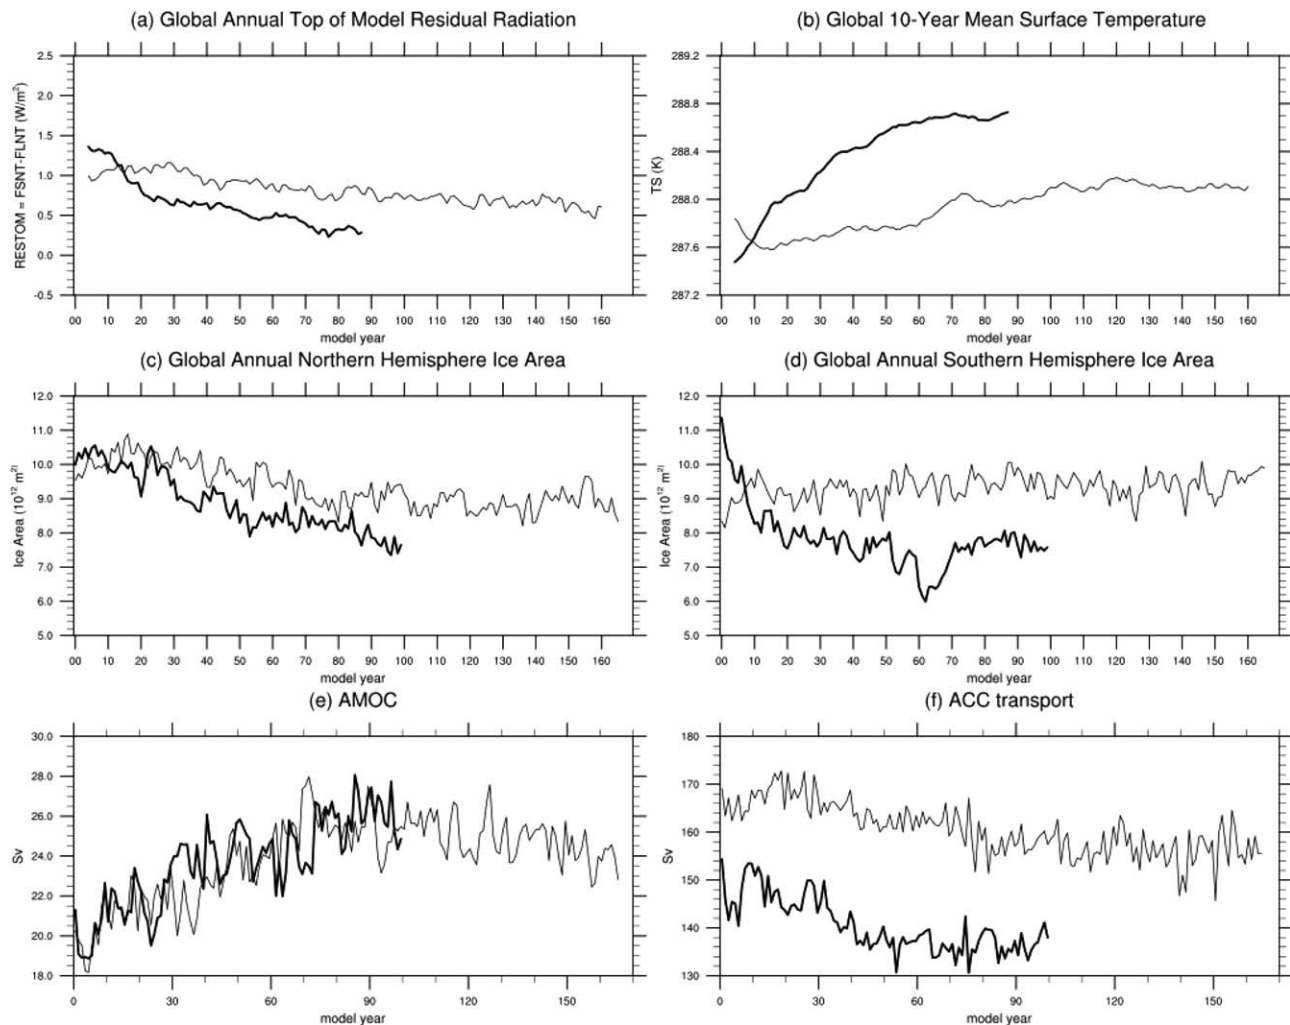 (a) Global Annual Top of Model Residual Radiation
RESTOM = FSNT-FLNT (W/m²)
2.5
2.0
1.5
1.0
0.5
0.0
-0.5
00 10 20 30 40 50 60 70 80 90 100 110 120 130 140 150 160
model year
(b) Global 10-Year Mean Surface Temperature
TS (K)
289.2
288.8
288.4
288.0
287.6
287.2
00 10 20 30 40 50 60 70 80 90 100 110 120 130 140 150 160
model year
(c) Global Annual Northern Hemisphere Ice Area
Ice Area (10¹² m²⁾
12.0
11.0
10.0
9.0
8.0
7.0
6.0
5.0
00 10 20 30 40 50 60 70 80 90 100 110 120 130 140 150 160
model year
(d) Global Annual Southern Hemisphere Ice Area
Ice Area (10¹² m²⁾
12.0
11.0
10.0
9.0
8.0
7.0
6.0
5.0
00 10 20 30 40 50 60 70 80 90 100 110 120 130 140 150 160
model year
(e) AMOC
Sv
30.0
28.0
26.0
24.0
22.0
20.0
18.0
0 30 60 90 120 150
model year
(f) ACC transport
Sv
180
170
160
150
140
130
0 30 60 90 120 150
model year